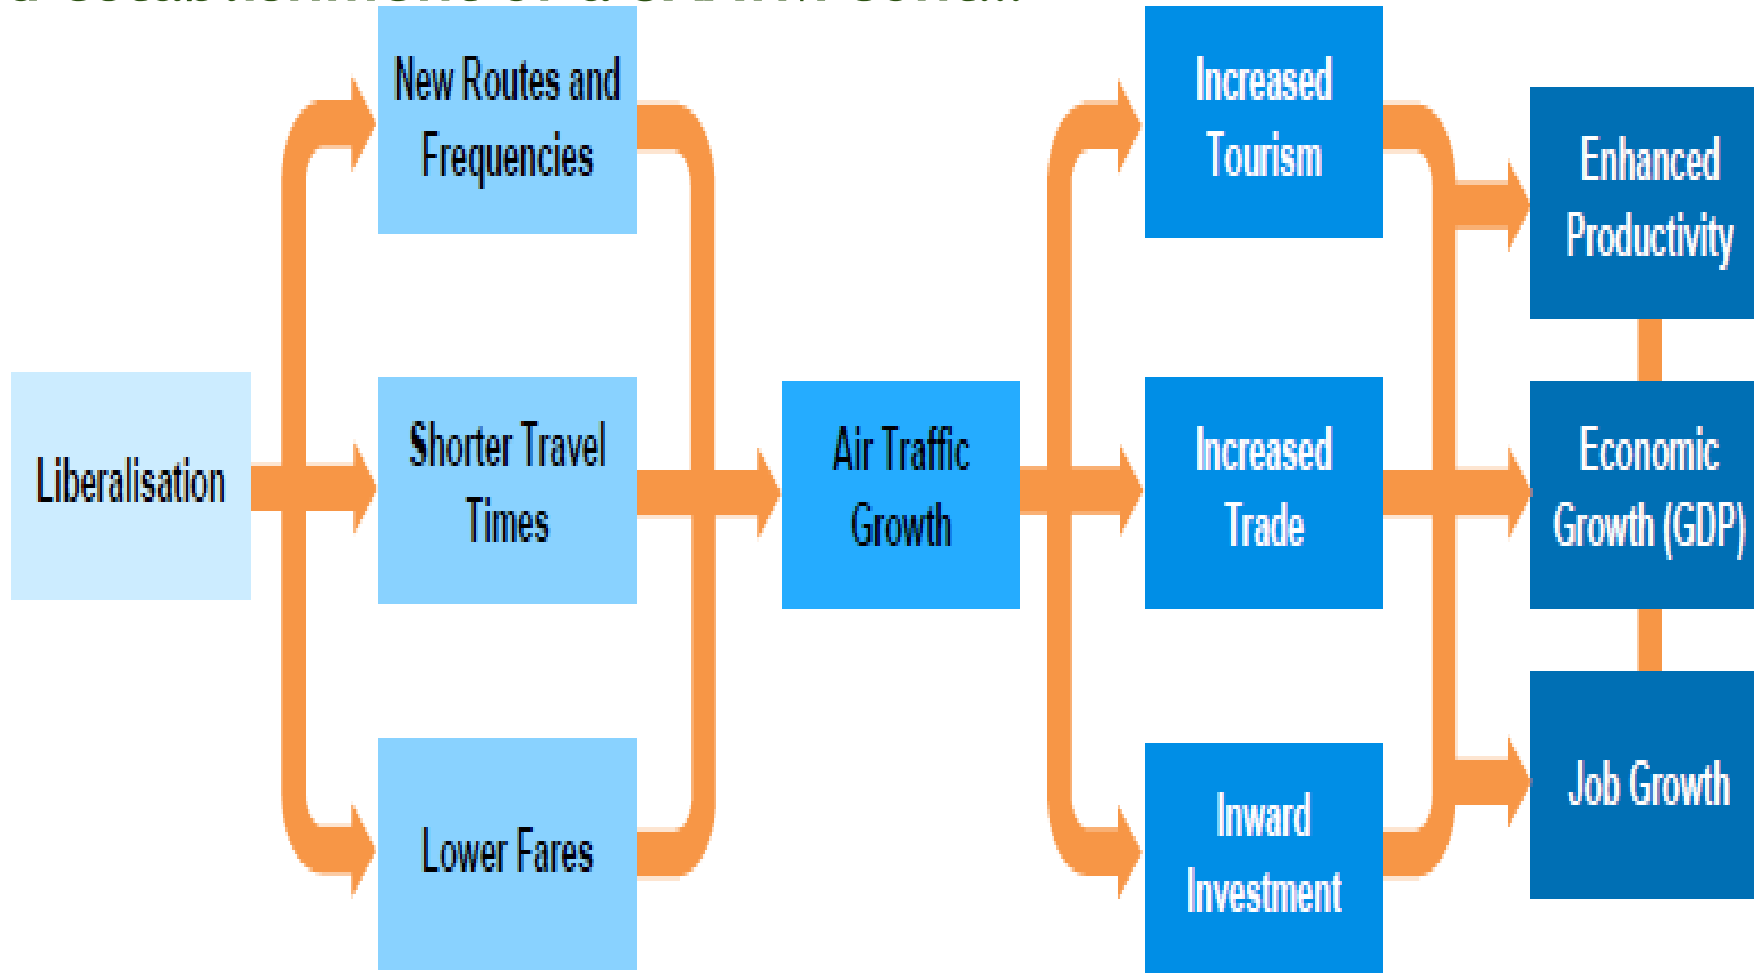 New Routes and
Frequencies
Increased
Tourism
Enhanced
Productivity
Liberalisation
Shorter Travel
Times
Air Traffic
Growth
Increased
Trade
Economic
Growth (GDP)
Lower Fares
Inward
Investment
Job Growth